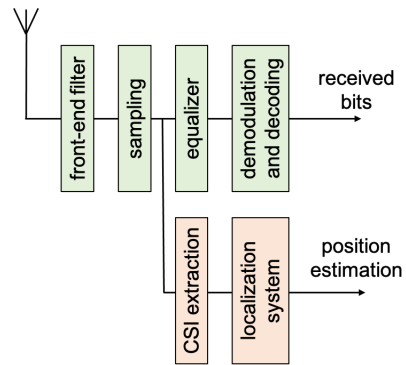 front-end filter
sampling
equalizer
demodulation
and decoding
received
bits
CSI extraction
localization
system
position
estimation